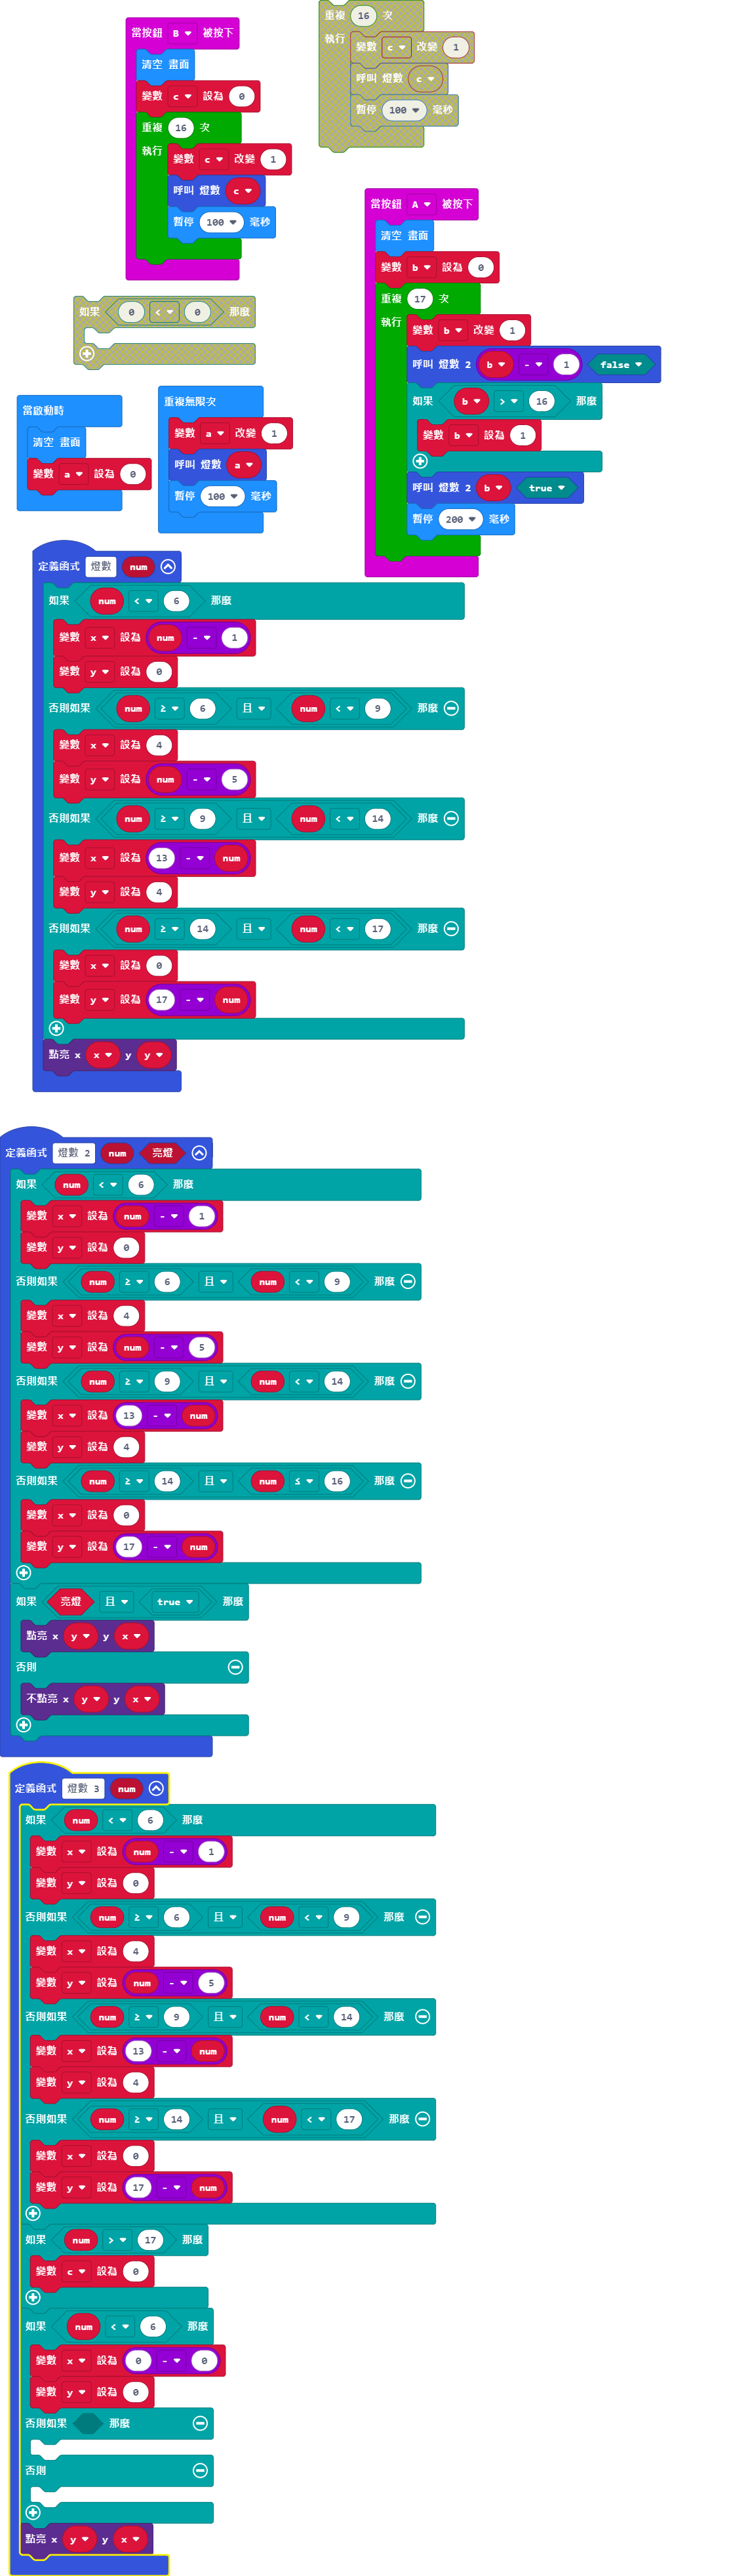 當按鈕 B 被按下
清空 畫面
變數 c 設為 0
重複 16 次
執行
變數 c 改變 1
呼叫 燈數 c
暫停 100 毫秒
重複 16 次
執行
變數 c 改變 1
呼叫 燈數 c
暫停 100 毫秒
當按鈕 A 被按下
清空 畫面
變數 b 設為 0
重複 17 次
執行
變數 b 改變 1
呼叫 燈數 2 b - 1 false
如果 b > 16 那麼
變數 b 設為 1
呼叫 燈數 2 b true
暫停 200 毫秒
如果 0 < 0 那麼
當啟動時
清空 畫面
變數 a 設為 0
重複無限次
變數 a 改變 1
呼叫 燈數 a
暫停 100 毫秒
定義函式 燈數 num
如果 num < 6 那麼
變數 x 設為 num - 1
變數 y 設為 0
否則如果 num ≥ 6 且 num < 9 那麼
變數 x 設為 4
變數 y 設為 num - 5
否則如果 num ≥ 9 且 num < 14 那麼
變數 x 設為 13 - num
變數 y 設為 4
否則如果 num ≥ 14 且 num < 17 那麼
變數 x 設為 0
變數 y 設為 17 - num
點亮 x x y y
定義函式 燈數 2 num 亮燈
如果 num < 6 那麼
變數 x 設為 num - 1
變數 y 設為 0
否則如果 num ≥ 6 且 num < 9 那麼
變數 x 設為 4
變數 y 設為 num - 5
否則如果 num ≥ 9 且 num < 14 那麼
變數 x 設為 13 - num
變數 y 設為 4
否則如果 num ≥ 14 且 num ≤ 16 那麼
變數 x 設為 0
變數 y 設為 17 - num
如果 亮燈 且 true 那麼
點亮 x y y x
否則
不點亮 x y y x
定義函式 燈數 3 num
如果 num < 6 那麼
變數 x 設為 num - 1
變數 y 設為 0
否則如果 num ≥ 6 且 num < 9 那麼
變數 x 設為 4
變數 y 設為 num - 5
否則如果 num ≥ 9 且 num < 14 那麼
變數 x 設為 13 - num
變數 y 設為 4
否則如果 num ≥ 14 且 num < 17 那麼
變數 x 設為 0
變數 y 設為 17 - num
如果 num > 17 那麼
變數 c 設為 0
如果 num < 6 那麼
變數 x 設為 0 - 0
變數 y 設為 0
否則如果 那麼
否則
點亮 x y y x